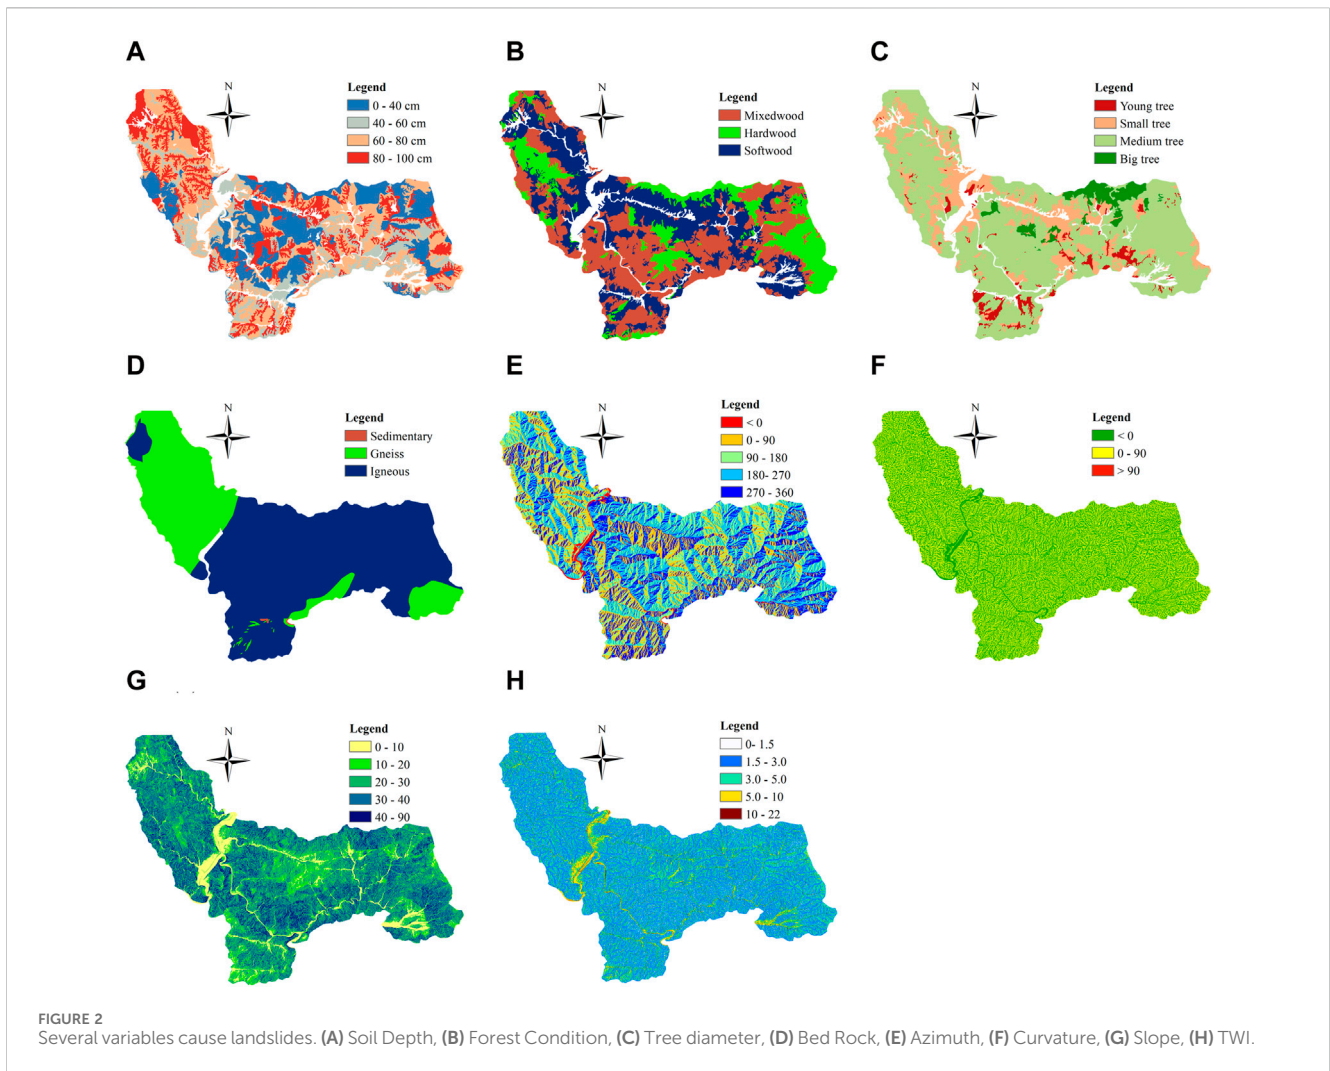 A
N
Legend
0 - 40 cm
40 - 60 cm
60 - 80 cm
80 - 100 cm
B
N
Legend
Mixedwood
Hardwood
Softwood
C
N
Legend
Young tree
Small tree
Medium tree
Big tree
D
N
Legend
Sedimentary
Gneiss
Igneous
E
N
Legend
< 0
0 - 90
90 - 180
180- 270
270 - 360
F
N
Legend
< 0
0 - 90
> 90
G
N
Legend
0 - 10
10 - 20
20 - 30
30 - 40
40 - 90
H
N
Legend
0- 1.5
1.5 - 3.0
3.0 - 5.0
5.0 - 10
10 - 22
FIGURE 2
Several variables cause landslides. (A) Soil Depth, (B) Forest Condition, (C) Tree diameter, (D) Bed Rock, (E) Azimuth, (F) Curvature, (G) Slope, (H) TWI.